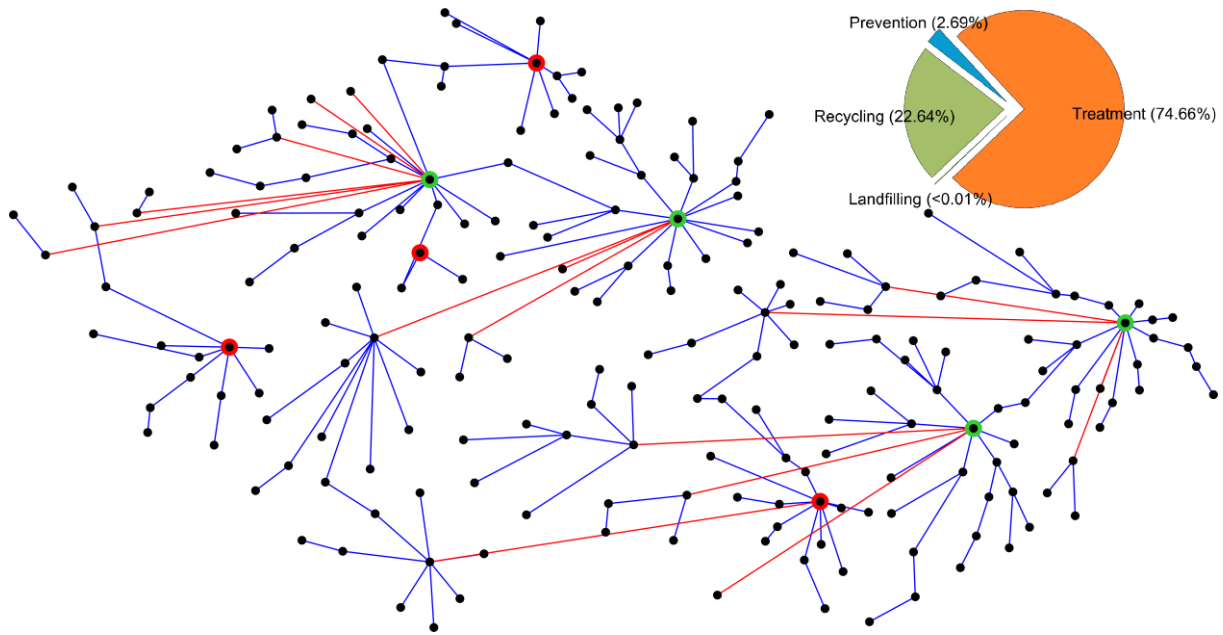 Prevention (2.69%)
Recycling (22.64%)
Treatment (74.66%)
Landfilling (<0.01%)